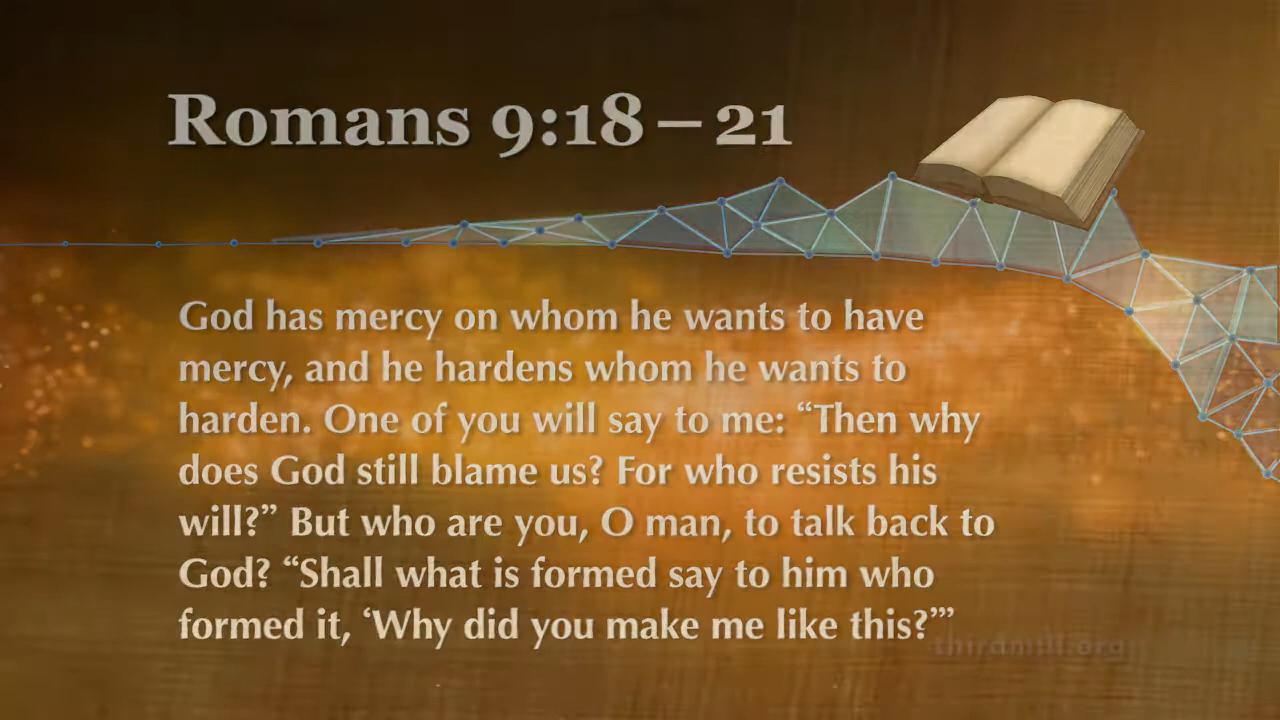 Romans 9:18–21
God has mercy on whom he wants to have
mercy, and he hardens whom he wants to
harden. One of you will say to me: “Then why
does God still blame us? For who resists his
will?” But who are you, O man, to talk back to
God? “Shall what is formed say to him who
formed it, ‘Why did you make me like this?’”
thirdmill.org